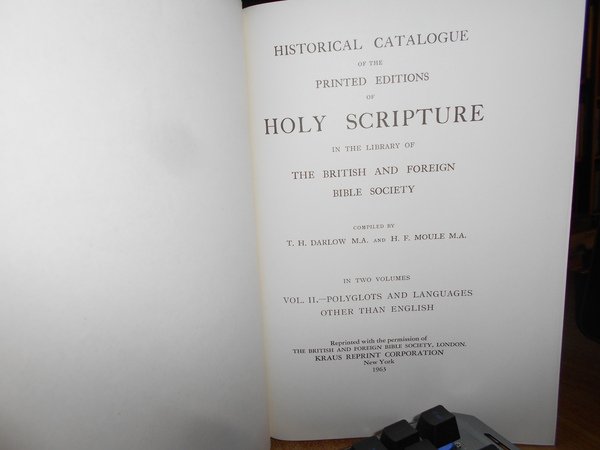 HISTORICAL CATALOGUE
OF THE
PRINTED EDITIONS
OF
HOLY SCRIPTURE
IN THE LIBRARY OF
THE BRITISH AND FOREIGN
BIBLE SOCIETY
COMPILED BY
T. H. DARLOW M.A. AND H. F. MOULE M.A.
IN TWO VOLUMES
VOL. II.—POLYGLOTS AND LANGUAGES
OTHER THAN ENGLISH
Reprinted with the permission of
THE BRITISH AND FOREIGN BIBLE SOCIETY, LONDON.
KRAUS REPRINT CORPORATION
New York
1963